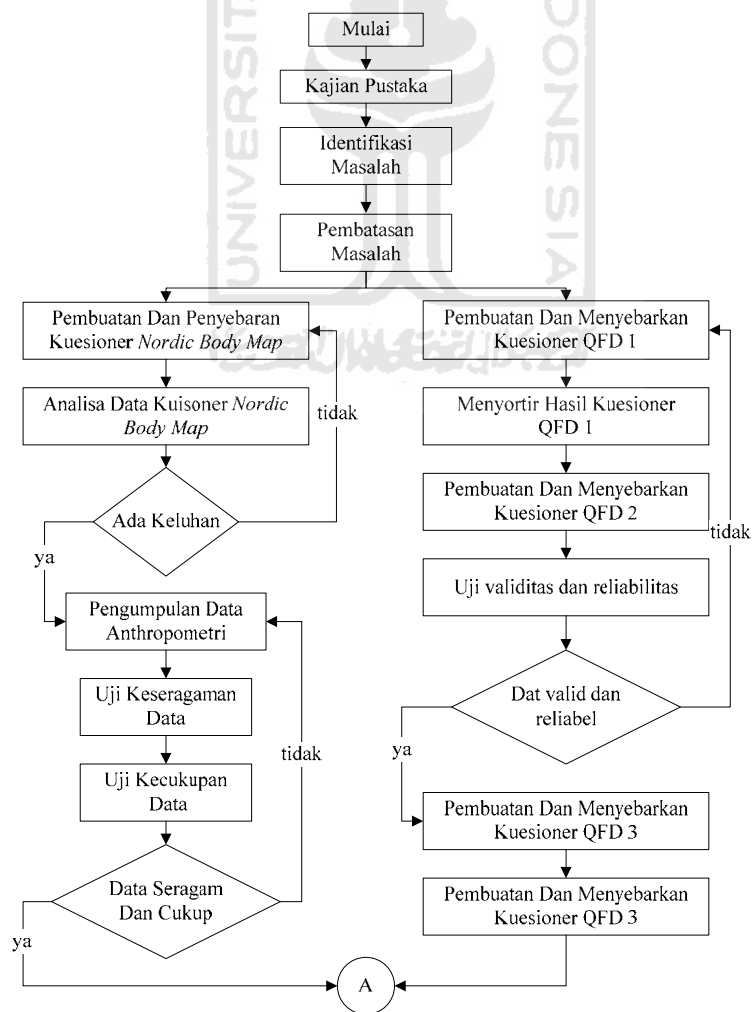 Mulai
Kajian Pustaka
Identifikasi
Masalah
Pembatasan
Masalah
Pembuatan Dan Penyebaran
Kuesioner Nordic Body Map
Analisa Data Kuisoner Nordic
Body Map
tidak
Ada Keluhan
ya
Pengumpulan Data
Anthropometri
Uji Keseragaman
Data
tidak
Uji Kecukupan
Data
Data Seragam
Dan Cukup
ya
Pembuatan Dan Menyebarkan
Kuesioner QFD 1
Menyortir Hasil Kuesioner
QFD 1
Pembuatan Dan Menyebarkan
Kuesioner QFD 2
tidak
Uji validitas dan reliabilitas
Dat valid dan
reliabel
ya
Pembuatan Dan Menyebarkan
Kuesioner QFD 3
Pembuatan Dan Menyebarkan
Kuesioner QFD 3
A